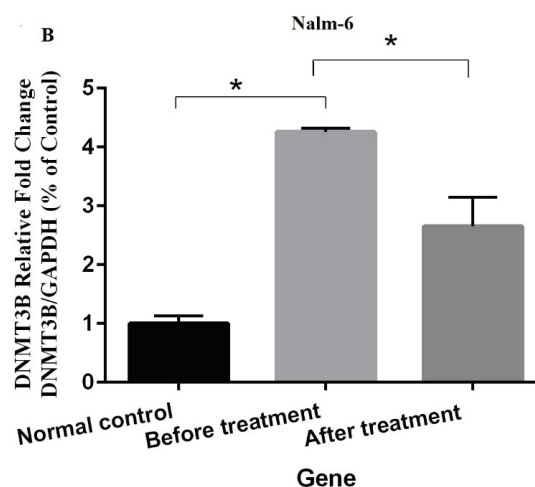 B
Nalm-6
*
*
DNMT3B Relative Fold Change
DNMT3B/GAPDH (% of Control)
5
4
3
2
1
0
Normal control
Before treatment
After treatment
Gene